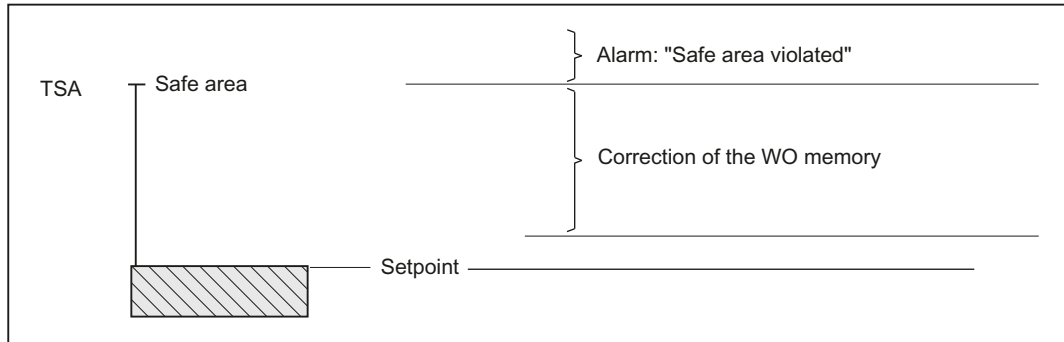 Alarm: "Safe area violated"
TSA
Safe area
Correction of the WO memory
Setpoint